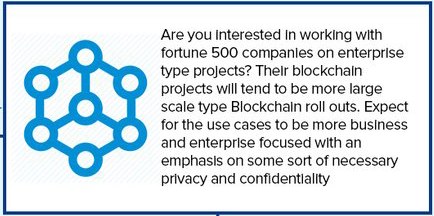 Are you interested in working with
fortune 500 companies on enterprise
type projects? Their blockchain
projects will tend to be more large
scale type Blockchain roll outs. Expect
for the use cases to be more business
and enterprise focused with an
emphasis on some sort of necessary
privacy and confidentiality